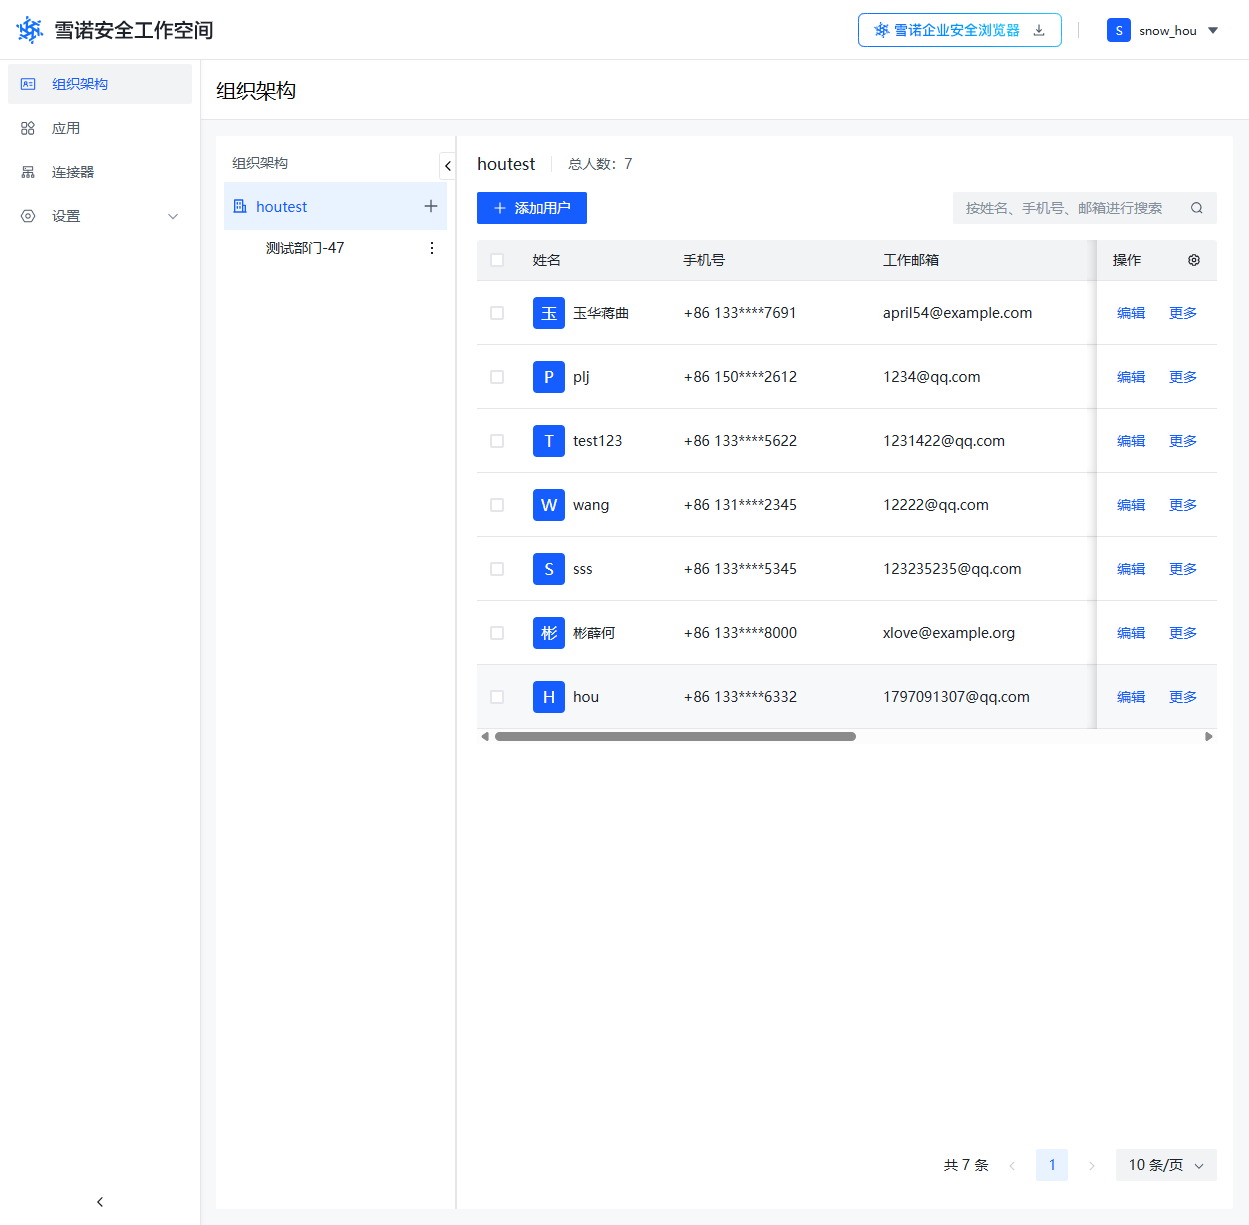 雪诺安全工作空间
雪诺企业安全浏览器
S snow_hou
组织架构
应用
连接器
设置
组织架构
组织架构
houtest
测试部门-47
houtest 总人数：7
添加用户
按姓名、手机号、邮箱进行搜索
姓名 手机号 工作邮箱 操作
玉 玉华蒋曲 +86 133****7691 april54@example.com 编辑 更多
P plj +86 150****2612 1234@qq.com 编辑 更多
T test123 +86 133****5622 1231422@qq.com 编辑 更多
W wang +86 131****2345 12222@qq.com 编辑 更多
S sss +86 133****5345 123235235@qq.com 编辑 更多
彬 彬薛何 +86 133****8000 xlove@example.org 编辑 更多
H hou +86 133****6332 1797091307@qq.com 编辑 更多
共 7 条 1 10 条/页